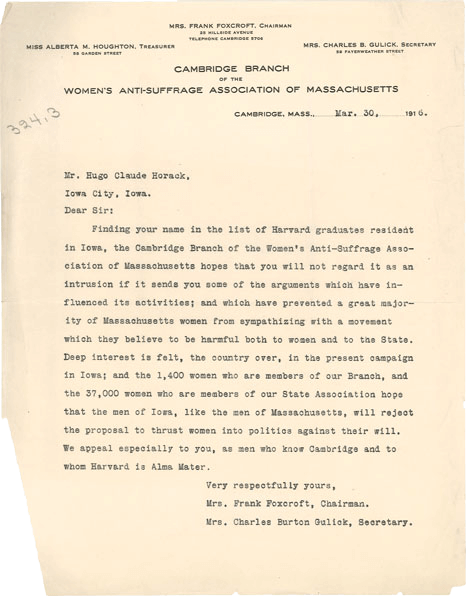 MRS. FRANK FOXCROFT, CHAIRMAN
25 HILLSIDE AVENUE
TELEPHONE CAMBRIDGE 5706
MISS ALBERTA M. HOUGHTON, TREASURER
58 GARDEN STREET
MRS. CHARLES B. GULICK, SECRETARY
59 FAYERWEATHER STREET
CAMBRIDGE BRANCH
OF THE
WOMEN'S ANTI-SUFFRAGE ASSOCIATION OF MASSACHUSETTS
324.3
CAMBRIDGE, MASS., Mar. 30, 1916.
Mr. Hugo Claude Horack,
Iowa City, Iowa.
Dear Sir:
Finding your name in the list of Harvard graduates resident
in Iowa, the Cambridge Branch of the Women's Anti-Suffrage Asso-
ciation of Massachusetts hopes that you will not regard it as an
intrusion if it sends you some of the arguments which have in-
fluenced its activities; and which have prevented a great major-
ity of Massachusetts women from sympathizing with a movement
which they believe to be harmful both to women and to the State.
Deep interest is felt, the country over, in the present campaign
in Iowa; and the 1,400 women who are members of our Branch, and
the 37,000 women who are members of our State Association hope
that the men of Iowa, like the men of Massachusetts, will reject
the proposal to thrust women into politics against their will.
We appeal especially to you, as men who know Cambridge and to
whom Harvard is Alma Mater.
Very respectfully yours,
Mrs. Frank Foxcroft, Chairman.
Mrs. Charles Burton Gulick, Secretary.